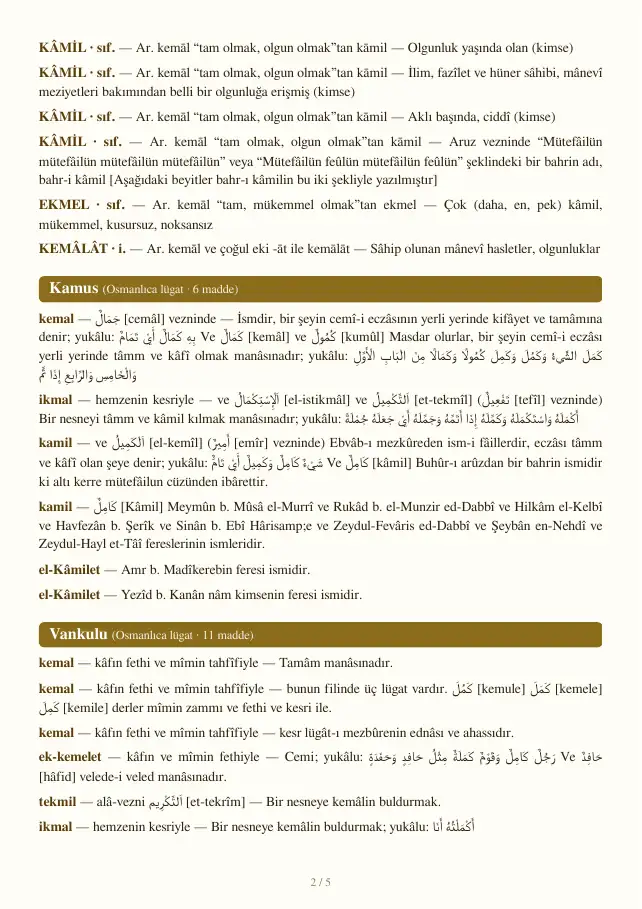 KÂMİL · sıf. — Ar. kemāl “tam olmak, olgun olmak”tan kāmil — Olgunluk yaşında olan (kimse)
KÂMİL · sıf. — Ar. kemāl “tam olmak, olgun olmak”tan kāmil — İlim, fazîlet ve hüner sâhibi, mânevî
meziyetleri bakımından belli bir olgunluğa erişmiş (kimse)
KÂMİL · sıf. — Ar. kemāl “tam olmak, olgun olmak”tan kāmil — Aklı başında, ciddî (kimse)
KÂMİL · sıf. — Ar. kemāl “tam olmak, olgun olmak”tan kāmil — Aruz vezninde “Mütefâilün
mütefâilün mütefâilün mütefâilün” veya “Mütefâilün feûlün mütefâilün feûlün” şeklindeki bir bahrin adı,
bahr-i kâmil [Aşağıdaki beyitler bahr-ı kâmilin bu iki şekliyle yazılmıştır]
EKMEL · sıf. — Ar. kemāl “tam, mükemmel olmak”tan ekmel — Çok (daha, en, pek) kâmil,
mükemmel, kusursuz, noksansız
KEMÂLÂT · i. — Ar. kemāl ve çoğul eki -āt ile kemālāt — Sâhip olunan mânevî hasletler, olgunluklar
Kamus (Osmanlıca lügat · 6 madde)
kemal — جَمَالٌ [cemâl] vezninde — İsmdir, bir şeyin cemî-i eczâsının yerli yerinde kifâyet ve tamâmına
denir; yukâlu: بِهِ كَمَالٌ أَيْ تَمَامٌ Ve كَمَالٌ [kemâl] ve كُمُولٌ [kumûl] Masdar olurlar, bir şeyin cemî-i eczâsı
yerli yerinde tâmm ve kâfî olmak manâsınadır; yukâlu: كَمَلَ الشَّيْءُ وَكَمُلَ وَكَمِلَ كُمُولًا وَكَمَالًا مِنَ الْبَابِ الْأَوَّلِ
وَالْخَامِسِ وَالرَّابِعِ إِذَا تَمَّ
ikmal — hemzenin kesriyle — ve اَلْإِسْتِكْمَالُ [el-istikmâl] ve اَلتَّكْمِيلُ [et-tekmîl] (تَفْعِيلٌ [tefîl] vezninde)
Bir nesneyi tâmm ve kâmil kılmak manâsınadır; yukâlu: أَكْمَلَهُ وَاسْتَكْمَلَهُ وَكَمَّلَهُ إِذَا أَتَمَّهُ وَجَمَّلَهُ أَيْ جَعَلَهُ جُمْلَةً
kamil — ve اَلْكَمِيلُ [el-kemîl] (أَمِيرٌ [emîr] vezninde) Ebvâb-ı mezkûreden ism-i fâillerdir, eczâsı tâmm
ve kâfî olan şeye denir; yukâlu: شَيْءٌ كَامِلٌ وَكَمِيلٌ أَيْ تَامٌّ Ve كَامِلٌ [kâmil] Buhûr-ı arûzdan bir bahrin ismidir
ki altı kerre mütefâilun cüzünden ibârettir.
kamil — كَامِلٌ [Kâmil] Meymûn b. Mûsâ el-Murrî ve Rukâd b. el-Munzir ed-Dabbî ve Hilkâm el-Kelbî
ve Havfezân b. Şerîk ve Sinân b. Ebî Hârisamp;e ve Zeydul-Fevâris ed-Dabbî ve Şeybân en-Nehdî ve
Zeydul-Hayl et-Tâî fereslerinin ismleridir.
el-Kâmilet — Amr b. Madîkerebin feresi ismidir.
el-Kâmilet — Yezîd b. Kanân nâm kimsenin feresi ismidir.
Vankulu (Osmanlıca lügat · 11 madde)
kemal — kâfın fethi ve mîmin tahfîfiyle — Tamâm manâsınadır.
kemal — kâfın fethi ve mîmin tahfîfiyle — bunun filinde üç lügat vardır. كَمُلَ [kemule] كَمَلَ [kemele]
كَمِلَ [kemile] derler mîmin zammı ve fethi ve kesri ile.
kemal — kâfın fethi ve mîmin tahfîfiyle — kesr lügât-ı mezbûrenin ednâsı ve ahassıdır.
ek-kemelet — kâfın ve mîmin fethiyle — Cemi; yukâlu: رَجُلٌ كَامِلٌ وَقَوْمٌ كَمَلَةٌ مِثْلُ حَافِدٍ وَحَفَدَةٍ Ve حَافِدٌ
[hâfid] velede-i veled manâsınadır.
tekmil — alâ-vezni اَلتَّكْرِيم [et-tekrîm] — Bir nesneye kemâlin buldurmak.
ikmal — hemzenin kesriyle — Bir nesneye kemâlin buldurmak; yukâlu: أَكْمَلْتُهُ أَنَا
2 / 5